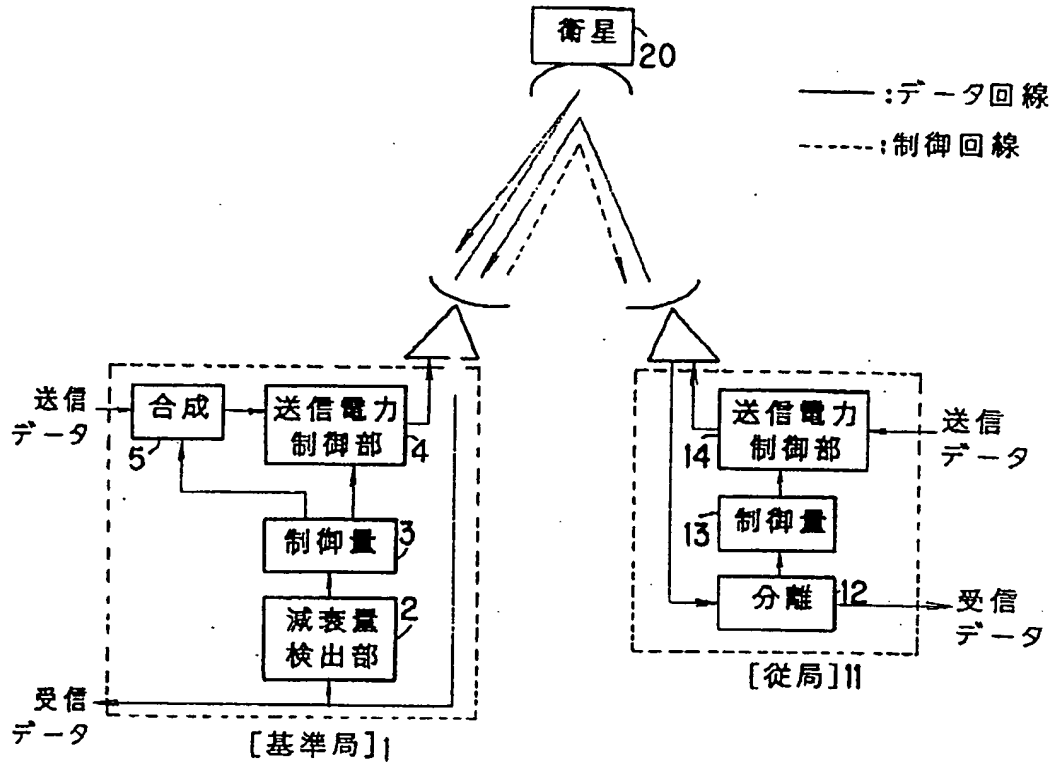 衛星
20
———:データ回線
-----:制御回線
送信
データ
合成
5
送信電力
制御部
4
制御量
3
減衰量
検出部
2
受信
データ
[基準局]1
送信電力
制御部
14
送信
データ
制御量
13
分離
12
受信
データ
[従局]11